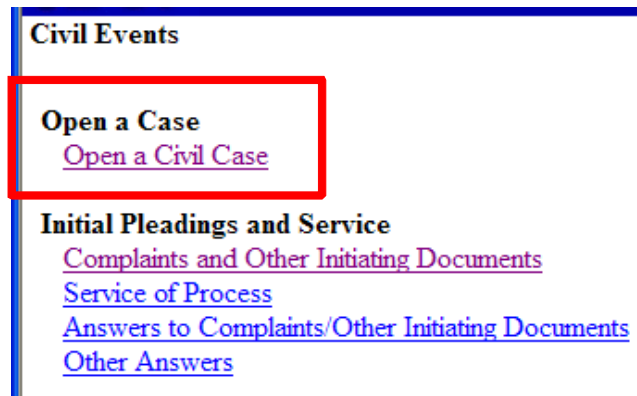 Civil Events
Open a Case
Open a Civil Case
Initial Pleadings and Service
Complaints and Other Initiating Documents
Service of Process
Answers to Complaints/Other Initiating Documents
Other Answers